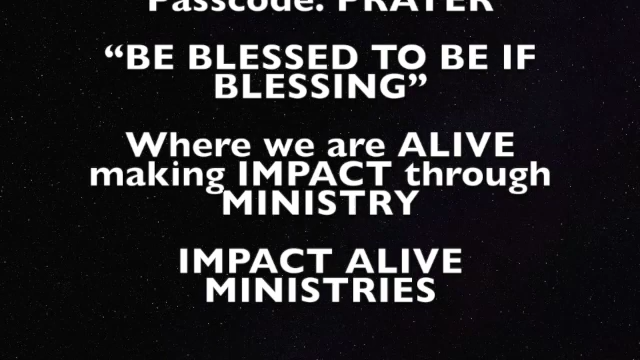 Passcode: PRAYER
“BE BLESSED TO BE IF
BLESSING”
Where we are ALIVE
making IMPACT through
MINISTRY
IMPACT ALIVE
MINISTRIES